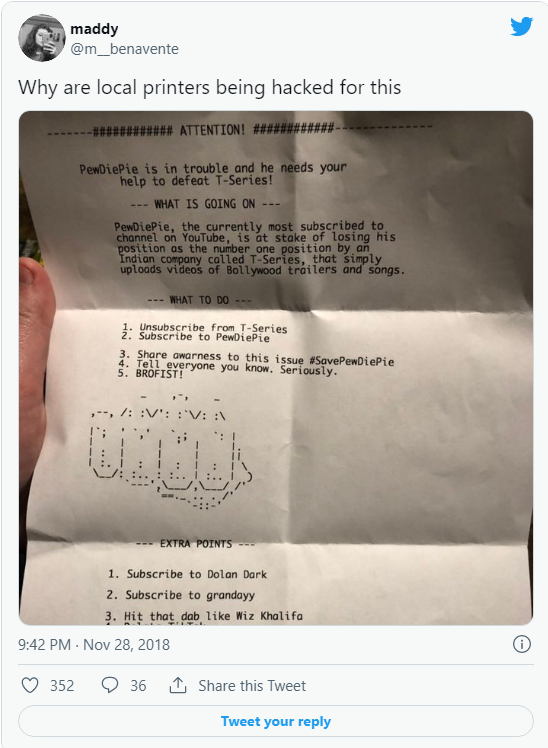 maddy
@m__benavente
Why are local printers being hacked for this
-------############ ATTENTION! ############--------------
PewDiePie is in trouble and he needs your
help to defeat T-Series!
--- WHAT IS GOING ON ---
PewDiePie, the currently most subscribed to
channel on YouTube, is at stake of losing his
position as the number one position by an
Indian company called T-Series, that simply
uploads videos of Bollywood trailers and songs.
--- WHAT TO DO ---
1. Unsubscribe from T-Series
2. Subscribe to PewDiePie
3. Share awarness to this issue #SavePewDiePie
4. Tell everyone you know. Seriously.
5. BROFIST!
--- EXTRA POINTS ---
1. Subscribe to Dolan Dark
2. Subscribe to grandayy
3. Hit that dab like Wiz Khalifa
9:42 PM · Nov 28, 2018
352
36
Share this Tweet
Tweet your reply